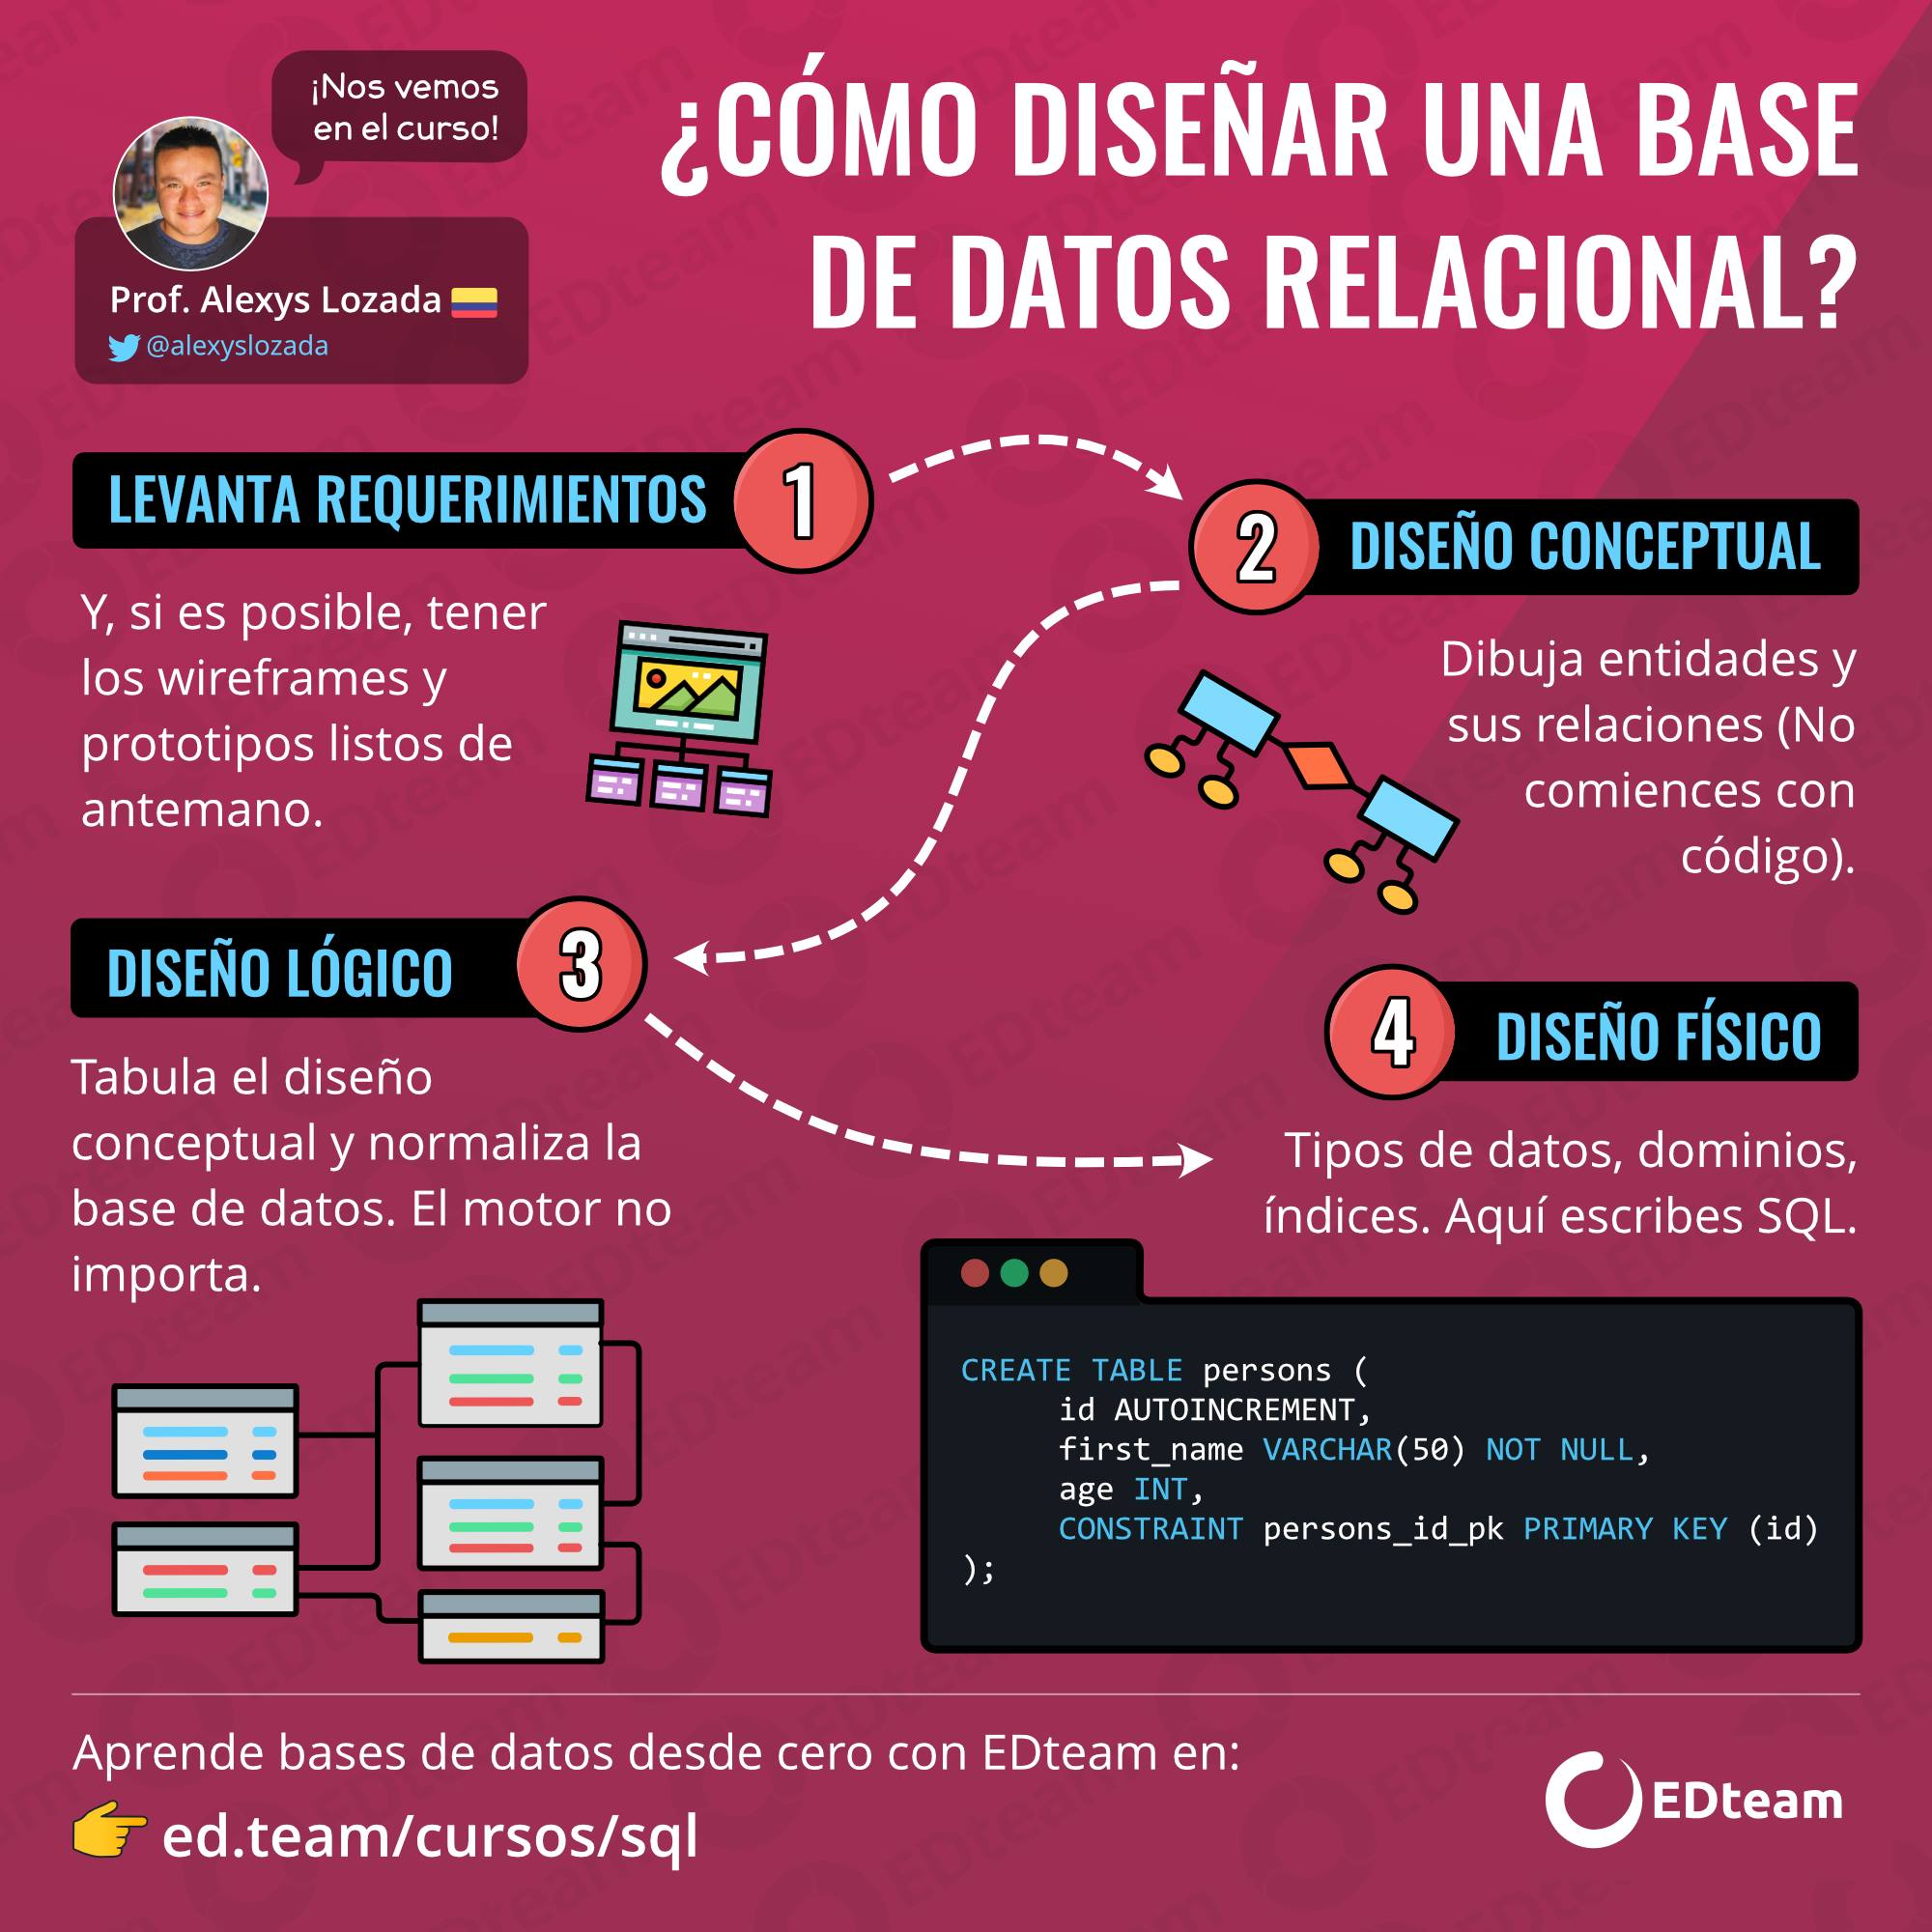 ¡Nos vemos
en el curso!
Prof. Alexys Lozada
@alexyslozada
¿CÓMO DISEÑAR UNA BASE
DE DATOS RELACIONAL?
LEVANTA REQUERIMIENTOS
1
Y, si es posible, tener
los wireframes y
prototipos listos de
antemano.
2
DISEÑO CONCEPTUAL
Dibuja entidades y
sus relaciones (No
comiences con
código).
DISEÑO LÓGICO
3
Tabula el diseño
conceptual y normaliza la
base de datos. El motor no
importa.
4
DISEÑO FÍSICO
Tipos de datos, dominios,
índices. Aquí escribes SQL.
CREATE TABLE persons (
id AUTOINCREMENT,
first_name VARCHAR(50) NOT NULL,
age INT,
CONSTRAINT persons_id_pk PRIMARY KEY (id)
);
Aprende bases de datos desde cero con EDteam en:
ed.team/cursos/sql
EDteam